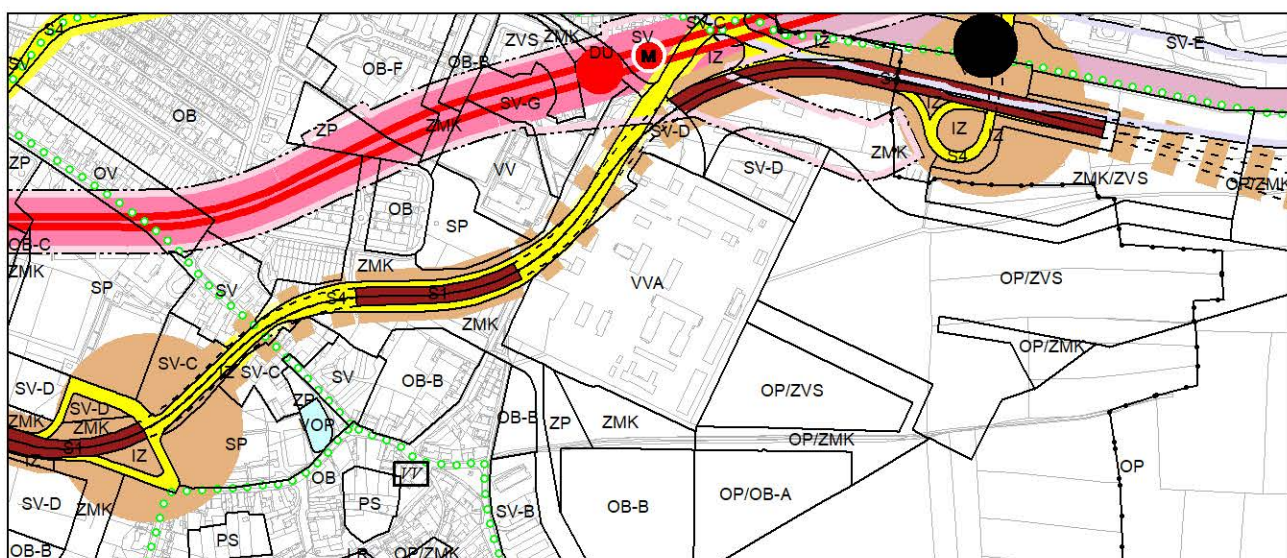 S4
SV
ZVS
ZMK
DU
SV
SV-C
IZ
SV-E
OB-F
OB-B
M
IZ
S1
OB
ZP
ZMK
SV-G
SV-D
IZ
IZ
IZ
S4
ZMK
ZMK/ZVS
OP/ZMK
ZP
OV
VV
SV-D
OB
SP
OB-C
ZMK
SP
SV
ZMK
S4
S1
ZMK
VVA
OP/ZVS
SV-C
IZ
SV-C
SV
OB-B
OP/ZMK
SV-D
SV-D
ZMK
ZMK
S1
IZ
IZ
SP
ZP
OP
OB-B
ZP
ZMK
OP/ZVS
OP/ZMK
OP
SV-D
ZMK
OB
VV
PS
SV-B
OB-B
OP/OB-A
OB-B
PS
OP/ZMK